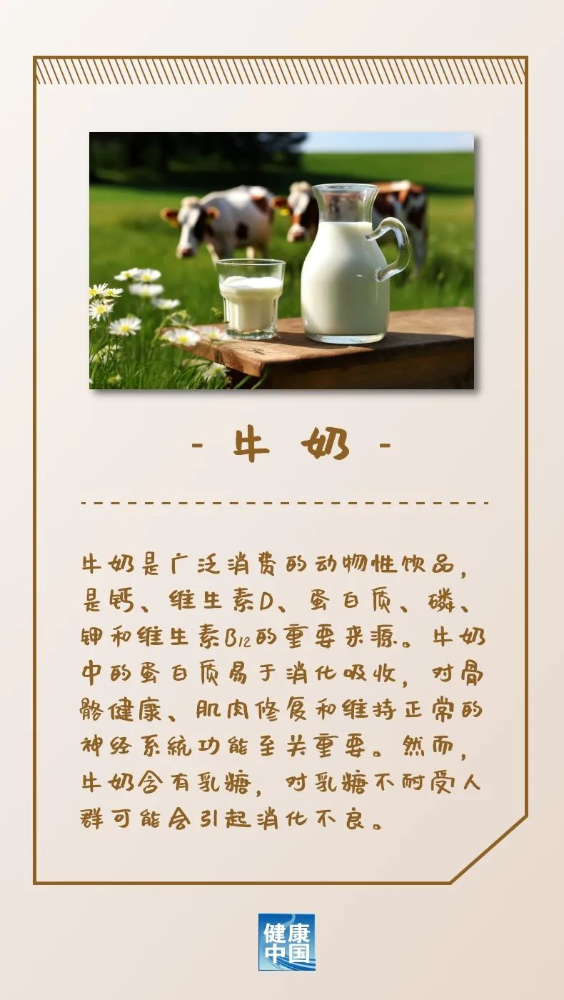 - 牛 奶 -
牛奶是广泛消费的动物性饮品，
是钙、维生素D、蛋白质、磷、
钾和维生素B₁₂的重要来源。牛奶
中的蛋白质易于消化吸收，对骨
骼健康、肌肉修复和维持正常的
神经系统功能至关重要。然而，
牛奶含有乳糖，对乳糖不耐受人
群可能会引起消化不良。
健康
中国